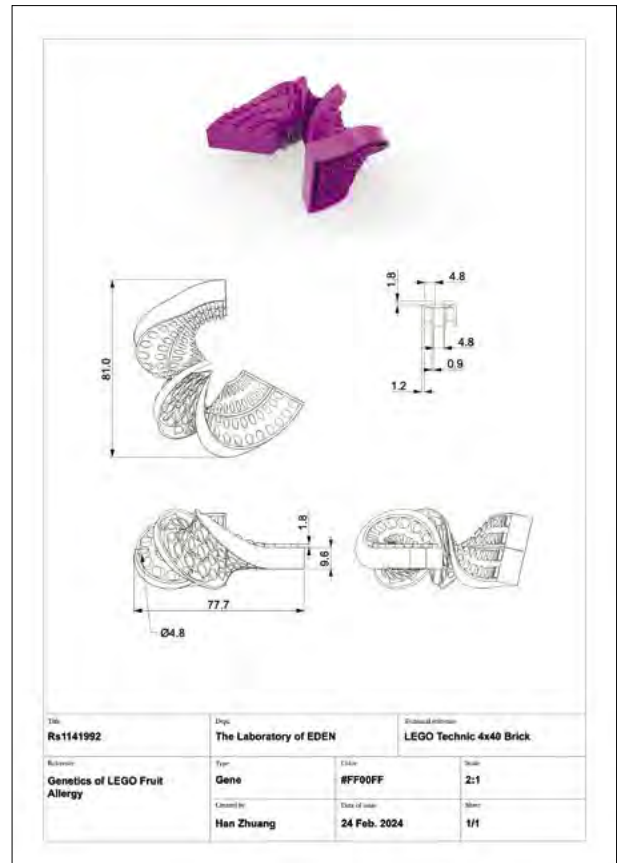 1.8
4.8
81.0
4.8
0.9
1.2
1.8
9.6
77.7
Ø4.8
Title
Rs1141992
Dept.
The Laboratory of EDEN
Technical reference
LEGO Technic 4x40 Brick
Reference
Genetics of LEGO Fruit
Allergy
Type
Gene
Color
#FF00FF
Scale
2:1
Created by
Han Zhuang
Date of issue
24 Feb. 2024
Sheet
1/1